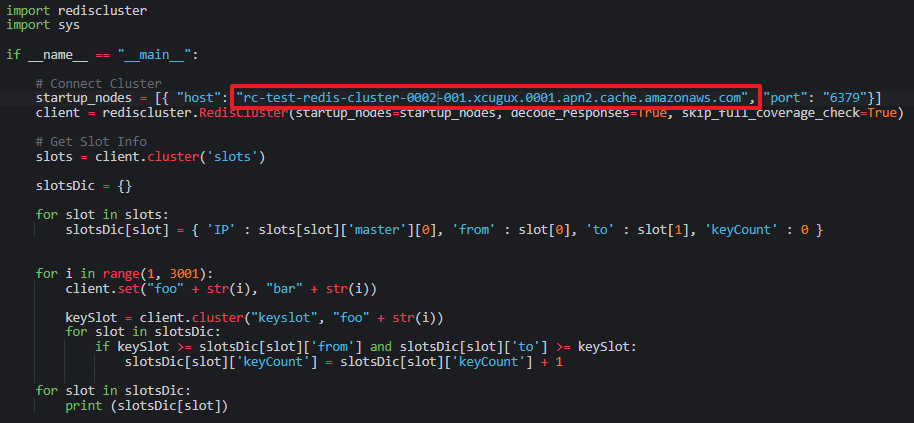 import rediscluster
import sys
if __name__ == "__main__":
# Connect Cluster
startup_nodes = [{ "host": "rc-test-redis-cluster-0002-001.xcugux.0001.apn2.cache.amazonaws.com", "port": "6379"}]
client = rediscluster.RedisCluster(startup_nodes=startup_nodes, decode_responses=True, skip_full_coverage_check=True)
# Get Slot Info
slots = client.cluster('slots')
slotsDic = {}
for slot in slots:
slotsDic[slot] = { 'IP' : slots[slot]['master'][0], 'from' : slot[0], 'to' : slot[1], 'keyCount' : 0 }
for i in range(1, 3001):
client.set("foo" + str(i), "bar" + str(i))
keySlot = client.cluster("keyslot", "foo" + str(i))
for slot in slotsDic:
if keySlot >= slotsDic[slot]['from'] and slotsDic[slot]['to'] >= keySlot:
slotsDic[slot]['keyCount'] = slotsDic[slot]['keyCount'] + 1
for slot in slotsDic:
print (slotsDic[slot])